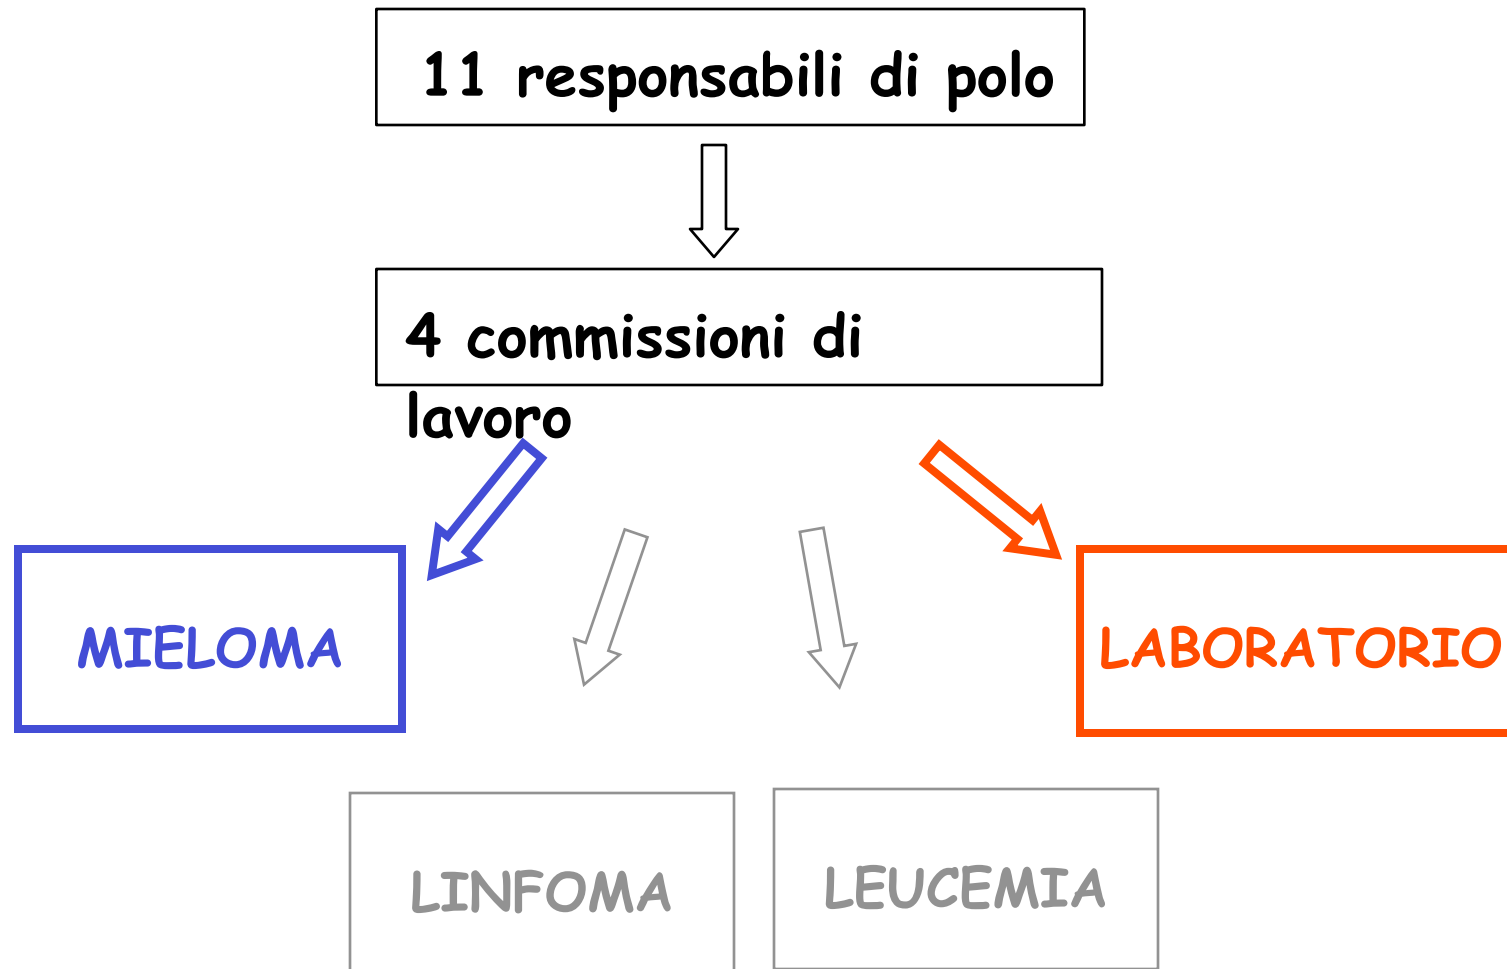 11 responsabili di polo
4 commissioni di
lavoro
MIELOMA
LABORATORIO
LINFOMA
LEUCEMIA